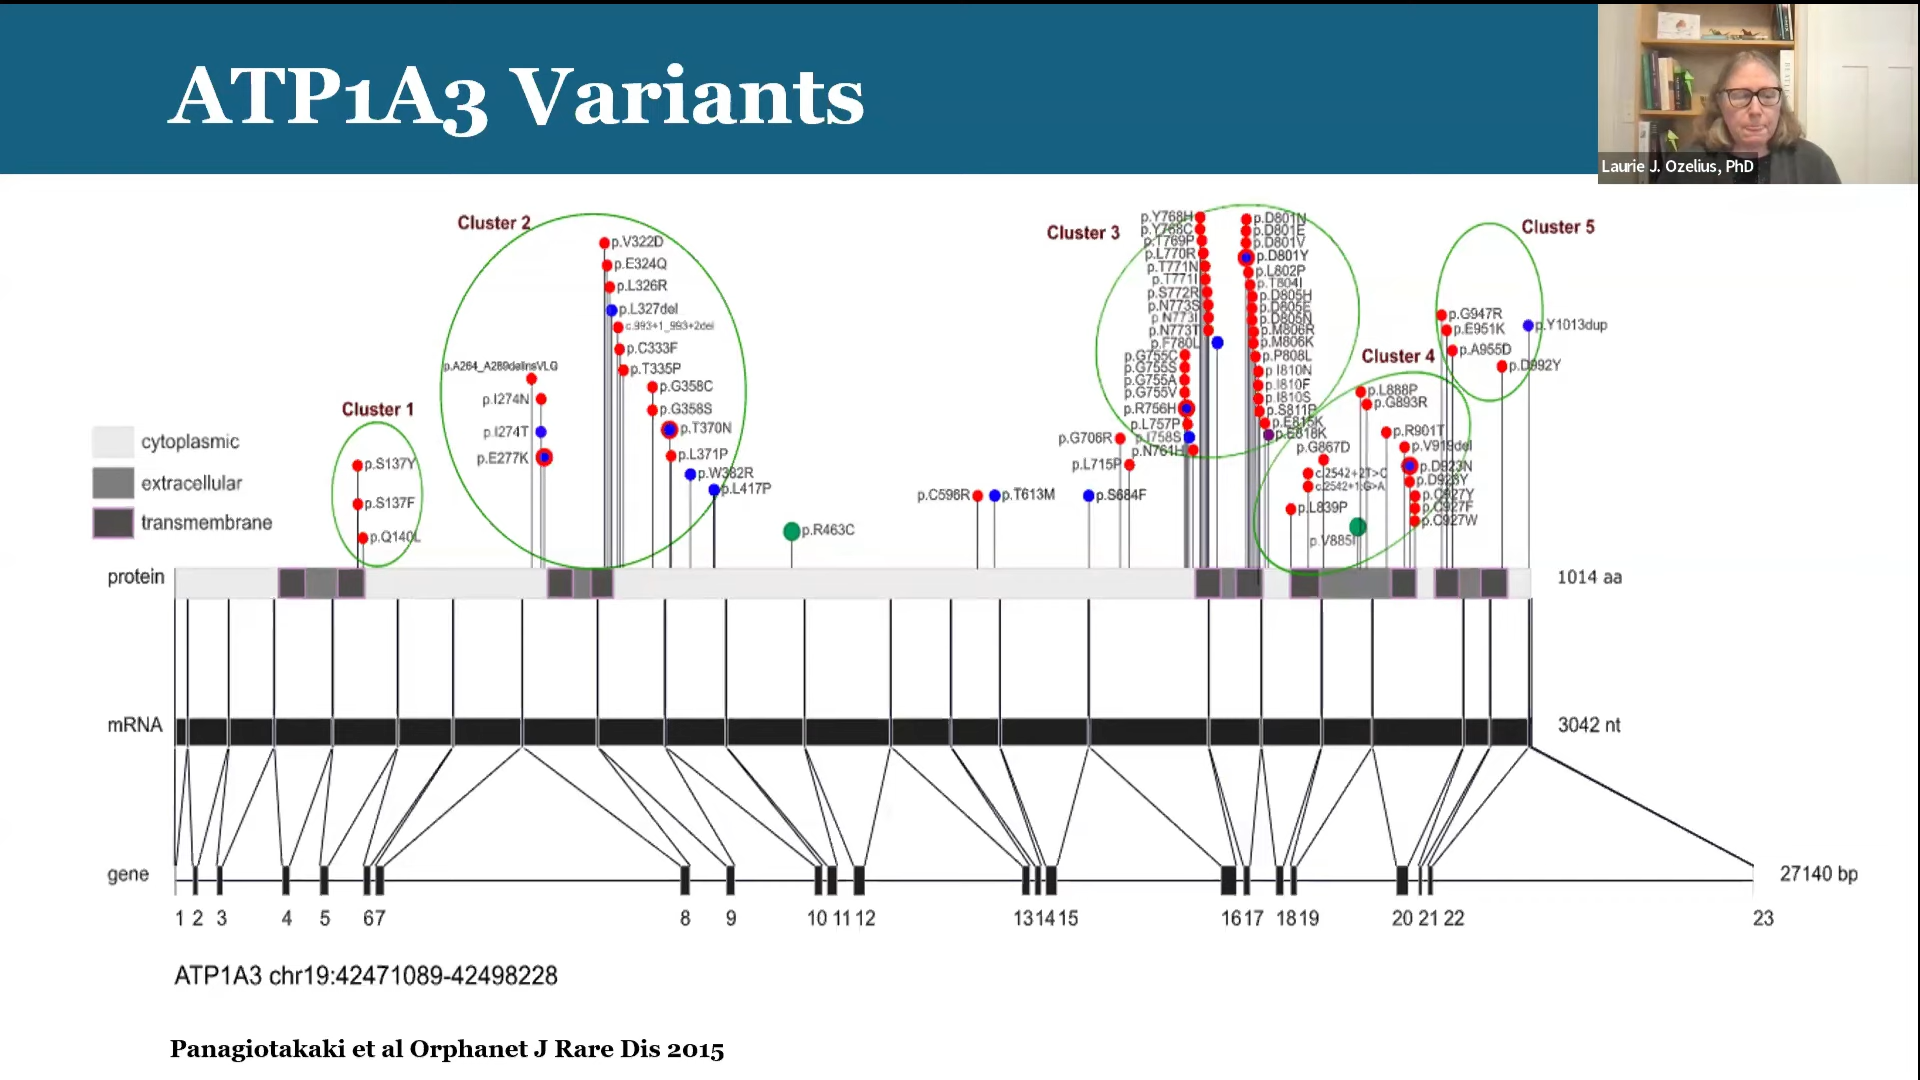 ATP1A3 Variants
Laurie J. Ozelius, PhD
Cluster 1
p.S137Y
p.S137F
p.Q140L
Cluster 2
p.V322D
p.E324Q
p.L326R
p.L327del
c.993+1_993+2del
p.C333F
p.T335P
p.A264_A289delinsVLG
p.I274N
p.I274T
p.E277K
p.G358C
p.G358S
p.T370N
p.L371P
p.W382R
p.L417P
p.R463C
p.C596R
p.T613M
p.S684F
p.G706R
p.L715P
Cluster 3
p.Y768H
p.Y768C
p.T769P
p.L770R
p.T771N
p.T771I
p.S772R
p.N773S
p.N773I
p.N773T
p.F780L
p.G755C
p.G755S
p.G755A
p.G755V
p.R756H
p.L757P
p.I758S
p.N761H
p.D801N
p.D801E
p.D801V
p.D801Y
p.L802P
p.T804I
p.D805H
p.D805E
p.D805N
p.M806R
p.M806K
p.P808L
p.I810N
p.I810F
p.I810S
p.S811P
p.E815K
p.E818K
Cluster 4
p.G867D
c.2542+2T>C
c.2542+1:G>A
p.L839P
p.V885I
p.L888P
p.G893R
p.R901T
p.V919del
p.D923N
p.D923Y
p.C927Y
p.C927F
p.C927W
Cluster 5
p.G947R
p.E951K
p.A955D
p.D992Y
p.Y1013dup
cytoplasmic
extracellular
transmembrane
protein
1014 aa
mRNA
3042 nt
gene
27140 bp
1 2 3 4 5 6 7 8 9 10 11 12 13 14 15 16 17 18 19 20 21 22 23
ATP1A3 chr19:42471089-42498228
Panagiotakaki et al Orphanet J Rare Dis 2015